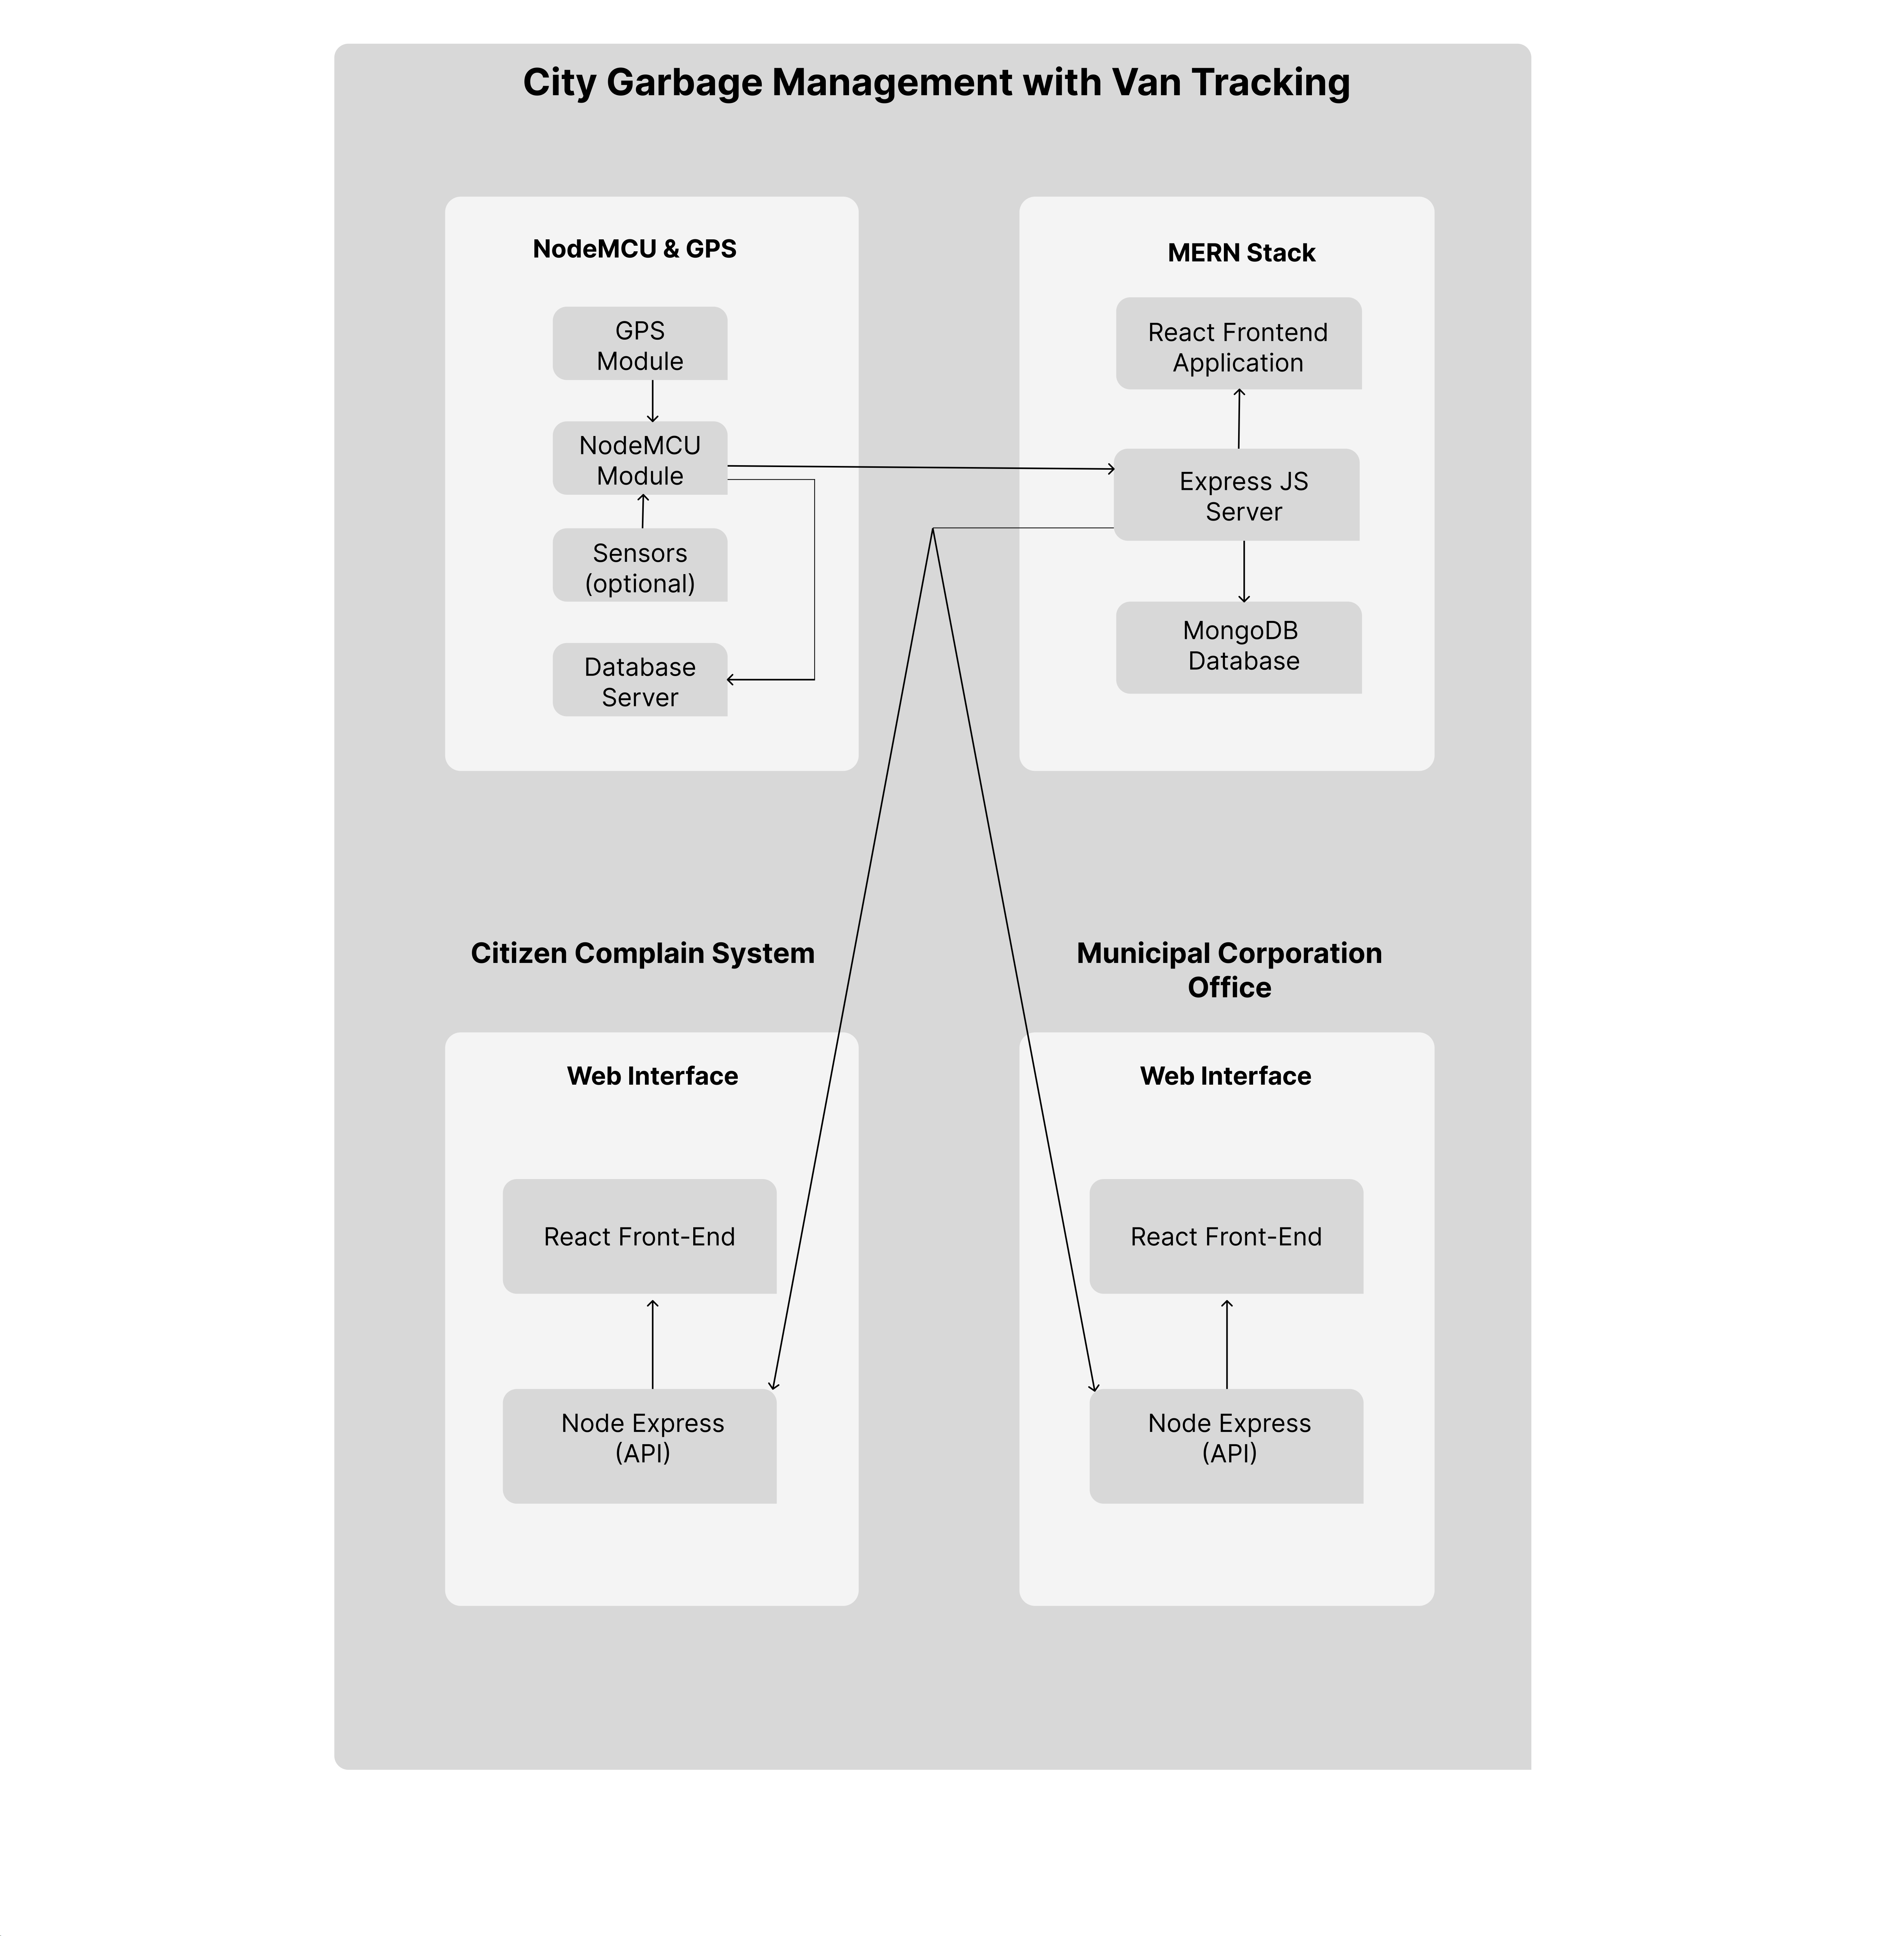 City Garbage Management with Van Tracking
NodeMCU & GPS
GPS
Module
NodeMCU
Module
Sensors
(optional)
Database
Server
MERN Stack
React Frontend
Application
Express JS
Server
MongoDB
Database
Citizen Complain System
Web Interface
React Front-End
Node Express
(API)
Municipal Corporation
Office
Web Interface
React Front-End
Node Express
(API)